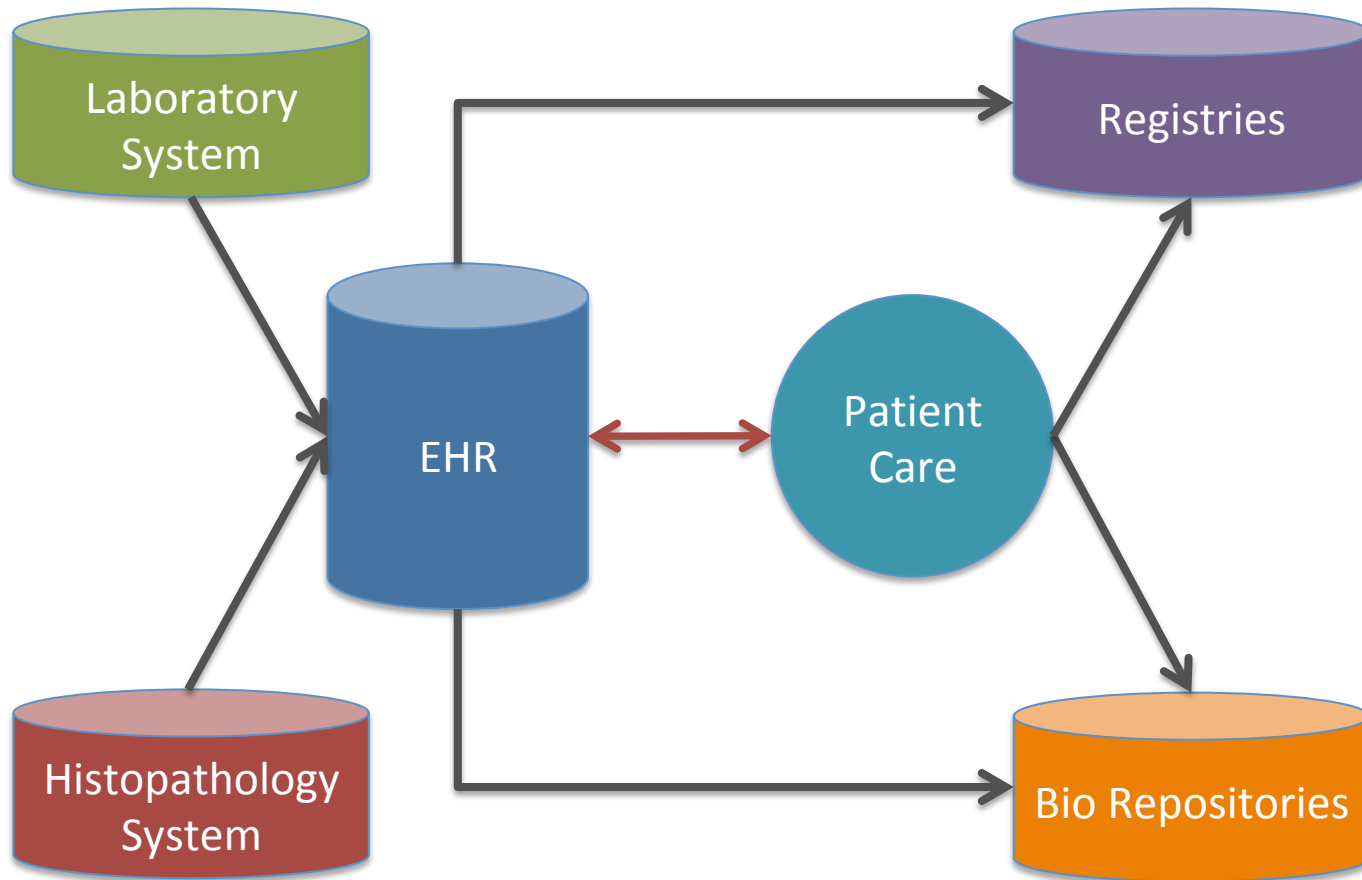 Laboratory
System
Registries
EHR
Patient
Care
Histopathology
System
Bio Repositories